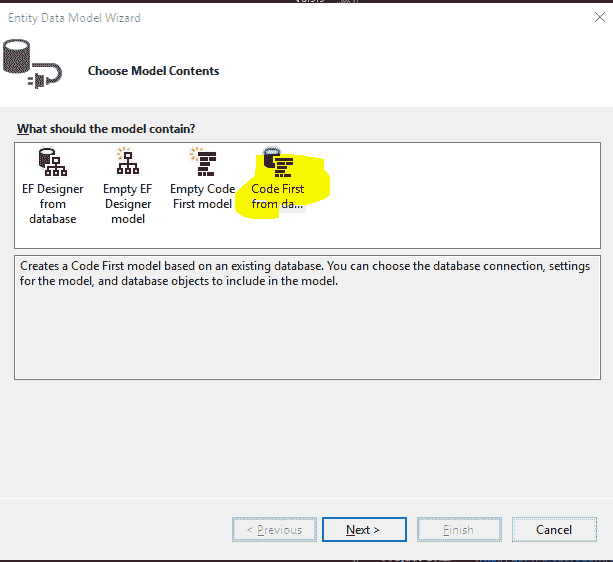 Entity Data Model Wizard
Choose Model Contents
What should the model contain?
EF Designer
from
database
Empty EF
Designer
model
Empty Code
First model
Code First
from da...
Creates a Code First model based on an existing database. You can choose the database connection, settings
for the model, and database objects to include in the model.
< Previous
Next >
Finish
Cancel